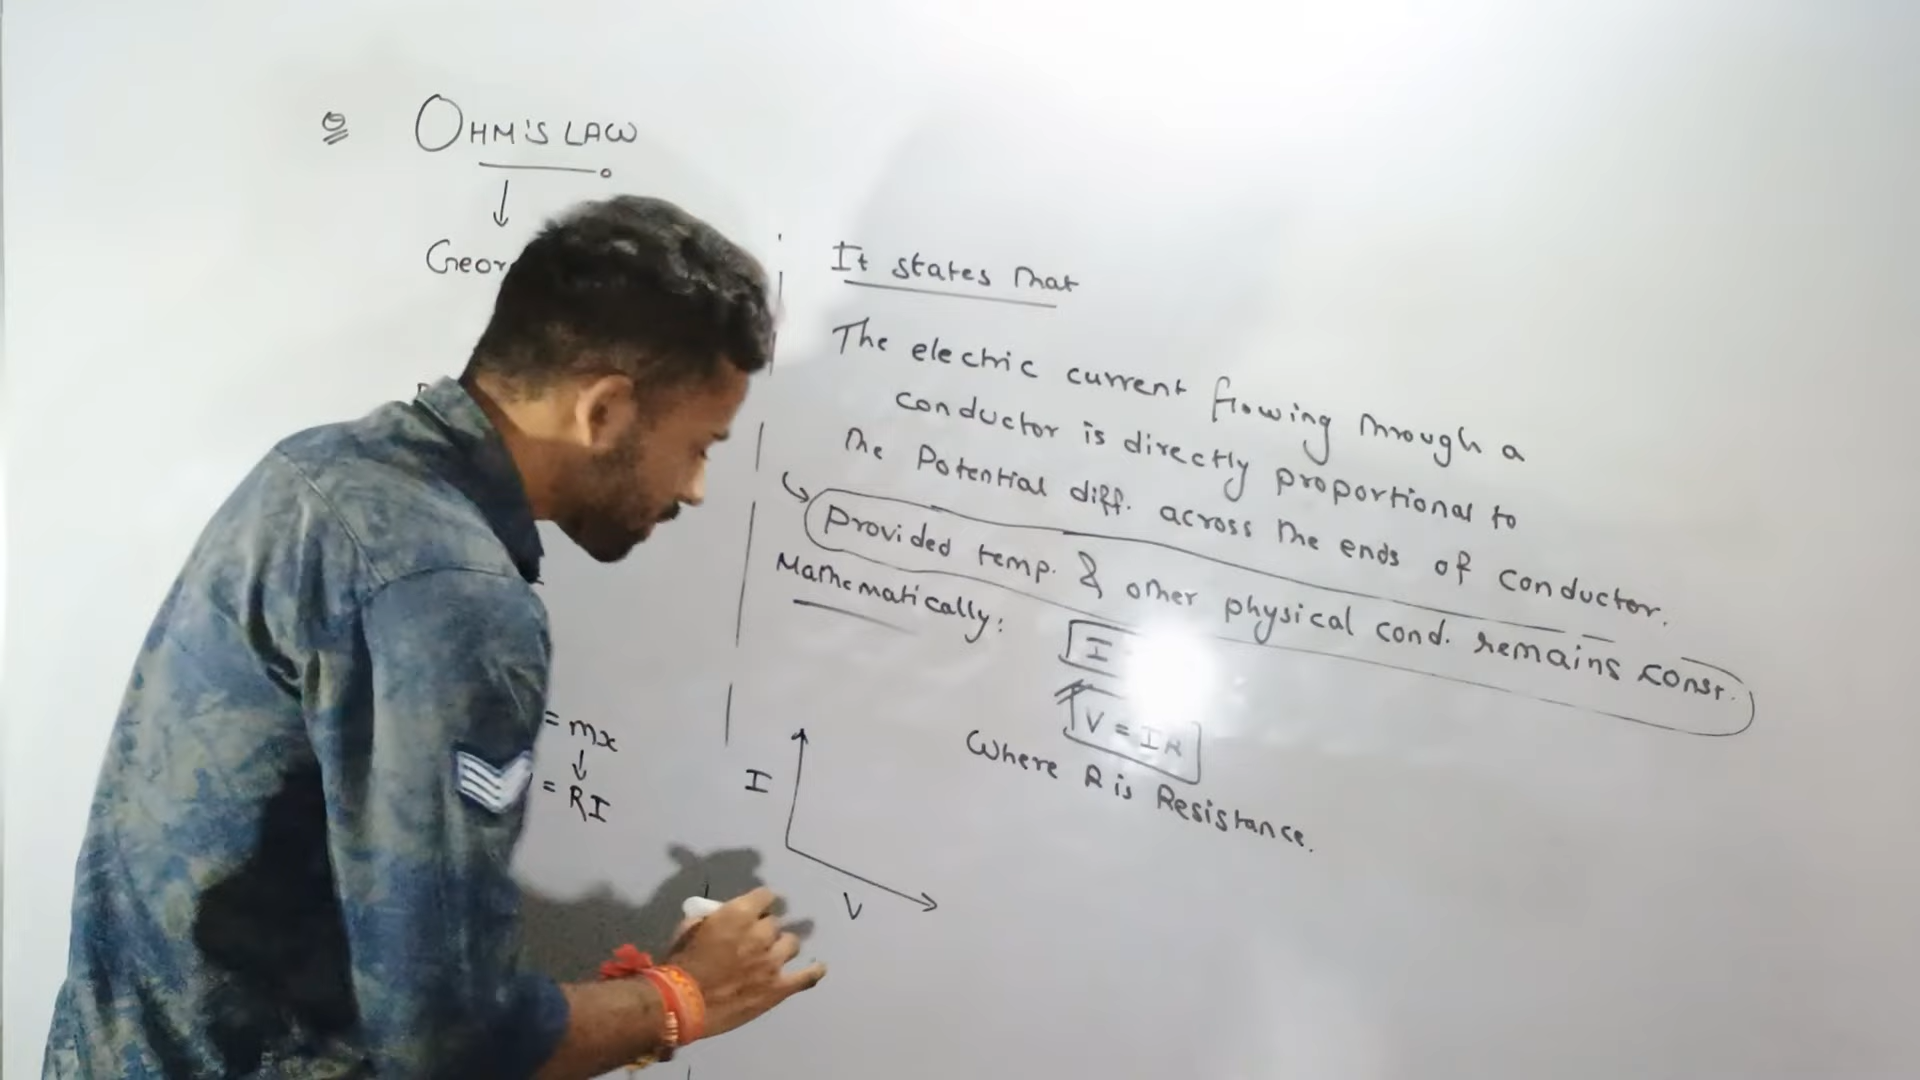 OHM'S LAW
Geor
It states that
The electric current flowing through a
conductor is directly proportional to
the Potential diff. across the ends of conductor.
Provided temp. & other physical cond. remains const.
Mathematically:
I
V = IR
Where R is Resistance.
= mx
= RI
I
V